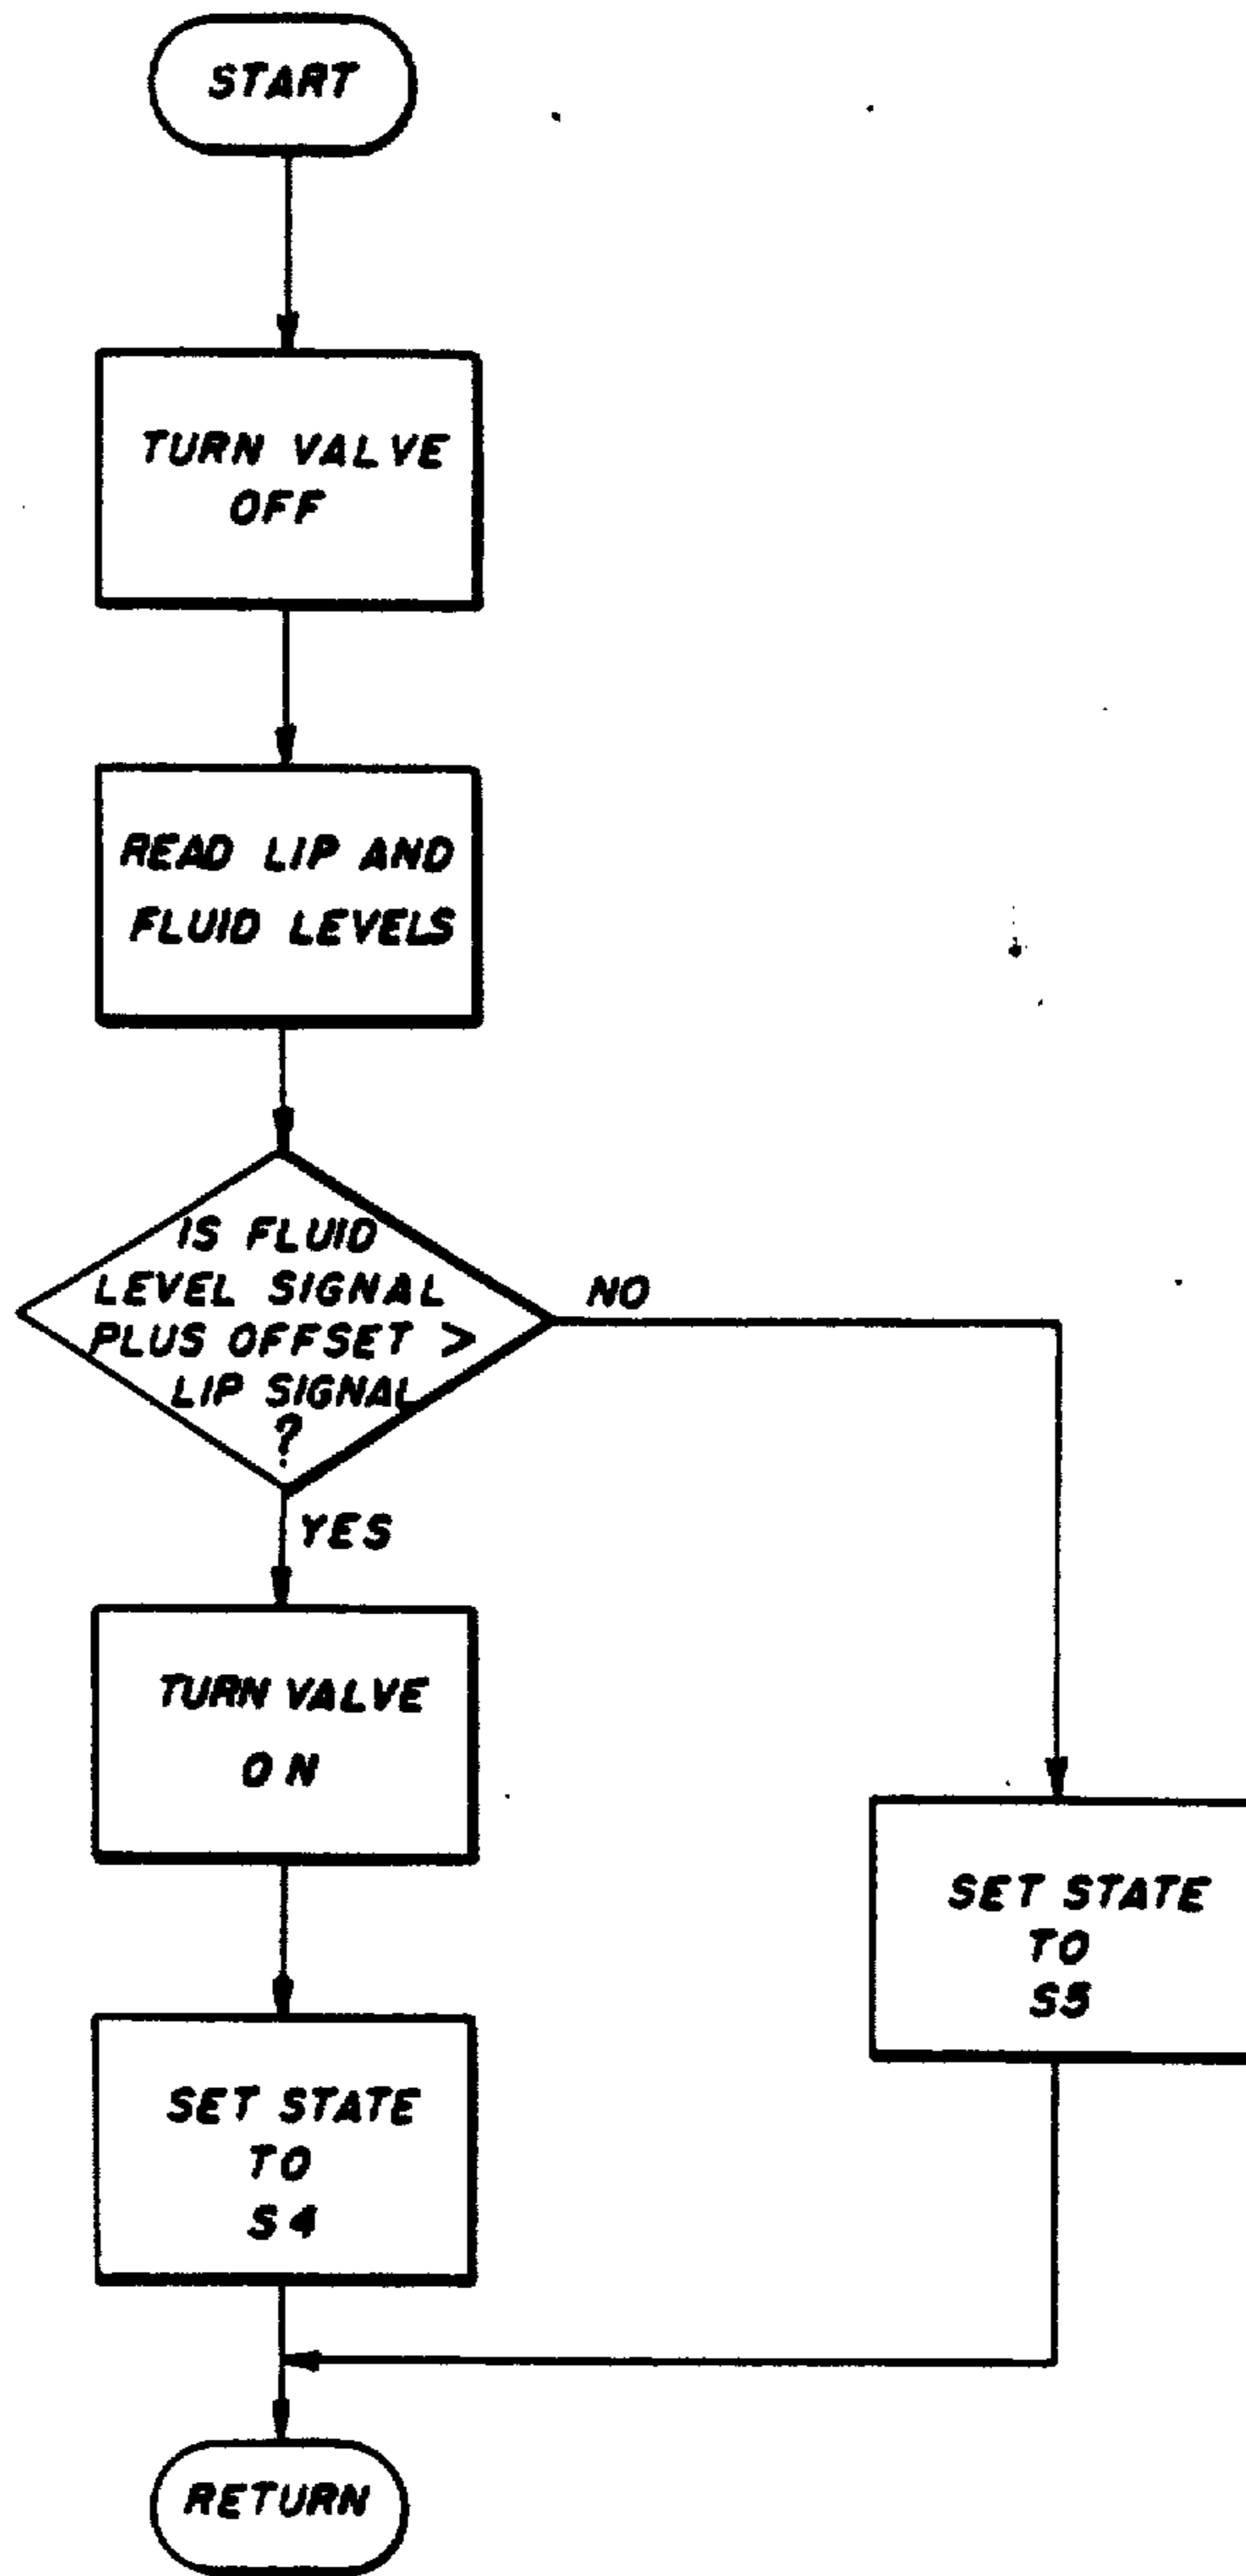 START
TURN VALVE
OFF
READ LIP AND
FLUID LEVELS
IS FLUID
LEVEL SIGNAL
PLUS OFFSET >
LIP SIGNAL
?
NO
YES
TURN VALVE
ON
SET STATE
TO
S5
SET STATE
TO
S4
RETURN